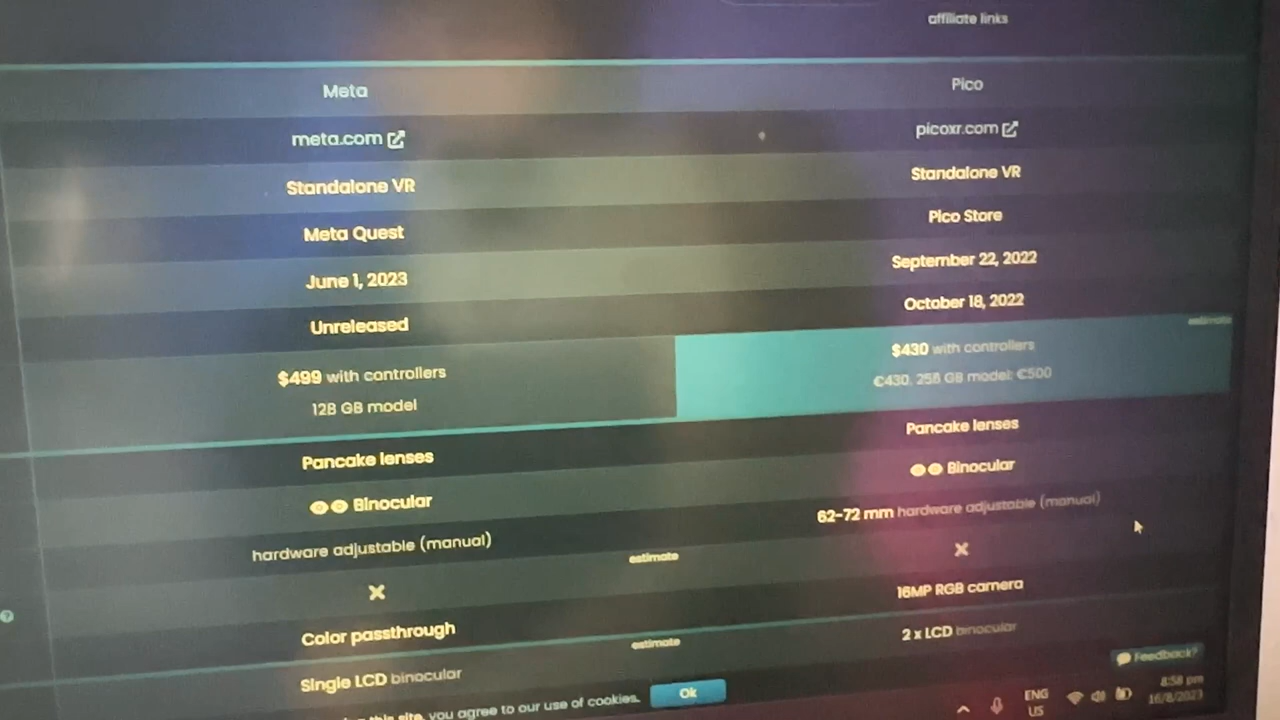 affiliate links
Meta Pico
meta.com picoxr.com
Standalone VR Standalone VR
Meta Quest Pico Store
June 1, 2023 September 22, 2022
Unreleased October 18, 2022
estimate
$499 with controllers $430 with controllers
128 GB model €430, 256 GB model: €500
Pancake lenses Pancake lenses
Binocular Binocular
hardware adjustable (manual) 62-72 mm hardware adjustable (manual)
estimate
Color passthrough 16MP RGB camera
estimate
Single LCD binocular 2 x LCD binocular
this site, you agree to our use of cookies. Ok
Feedback?
ENG
US
8:58 pm
16/8/2023